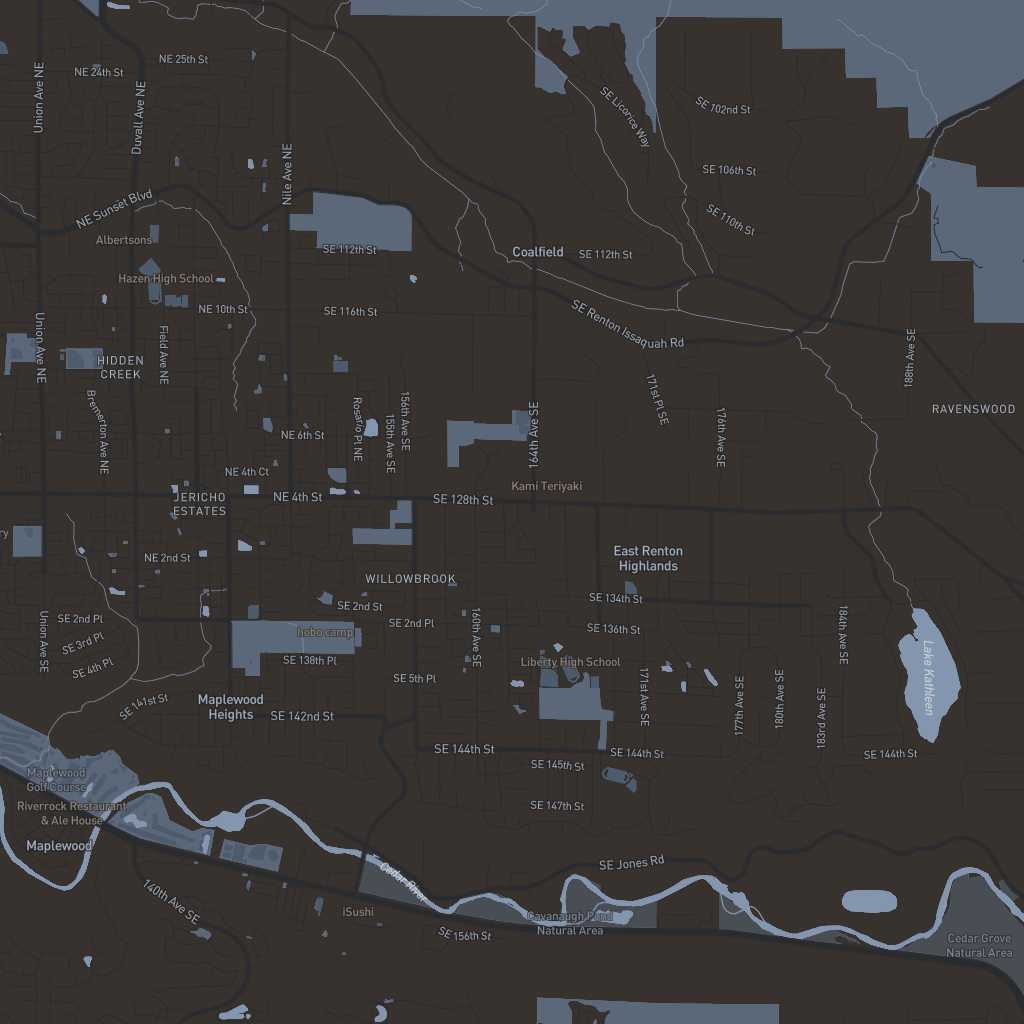 NE 25th St
NE 24th St
Union Ave NE
Duvall Ave NE
SE Licorice Way
SE 102nd St
Nile Ave NE
SE 106th St
NE Sunset Blvd
SE 110th St
Albertsons
SE 112th St
Coalfield
SE 112th St
Hazen High School
NE 10th St
SE 116th St
SE Renton Issaquah Rd
Union Ave NE
Field Ave NE
188th Ave SE
HIDDEN
CREEK
Bremerton Ave NE
Rosario Pl NE
155th Ave SE
156th Ave SE
164th Ave SE
171st Pl SE
176th Ave SE
RAVENSWOOD
NE 6th St
NE 4th Ct
Kami Teriyaki
JERICHO
ESTATES
NE 4th St
SE 128th St
ry
NE 2nd St
East Renton
Highlands
WILLOWBROOK
SE 134th St
SE 2nd St
SE 2nd Pl
SE 2nd Pl
SE 136th St
Union Ave SE
SE 3rd Pl
hobo camp
160th Ave SE
184th Ave SE
SE 4th Pl
SE 138th Pl
Liberty High School
Lake Kathleen
SE 5th Pl
171st Ave SE
177th Ave SE
180th Ave SE
183rd Ave SE
SE 141st St
Maplewood
Heights
SE 142nd St
SE 144th St
SE 144th St
SE 144th St
SE 145th St
Maplewood
Golf Course
Riverrock Restaurant
& Ale House
SE 147th St
Maplewood
SE Jones Rd
Cedar River
140th Ave SE
iSushi
Cavanaugh Pond
Natural Area
SE 156th St
Cedar Grove
Natural Area